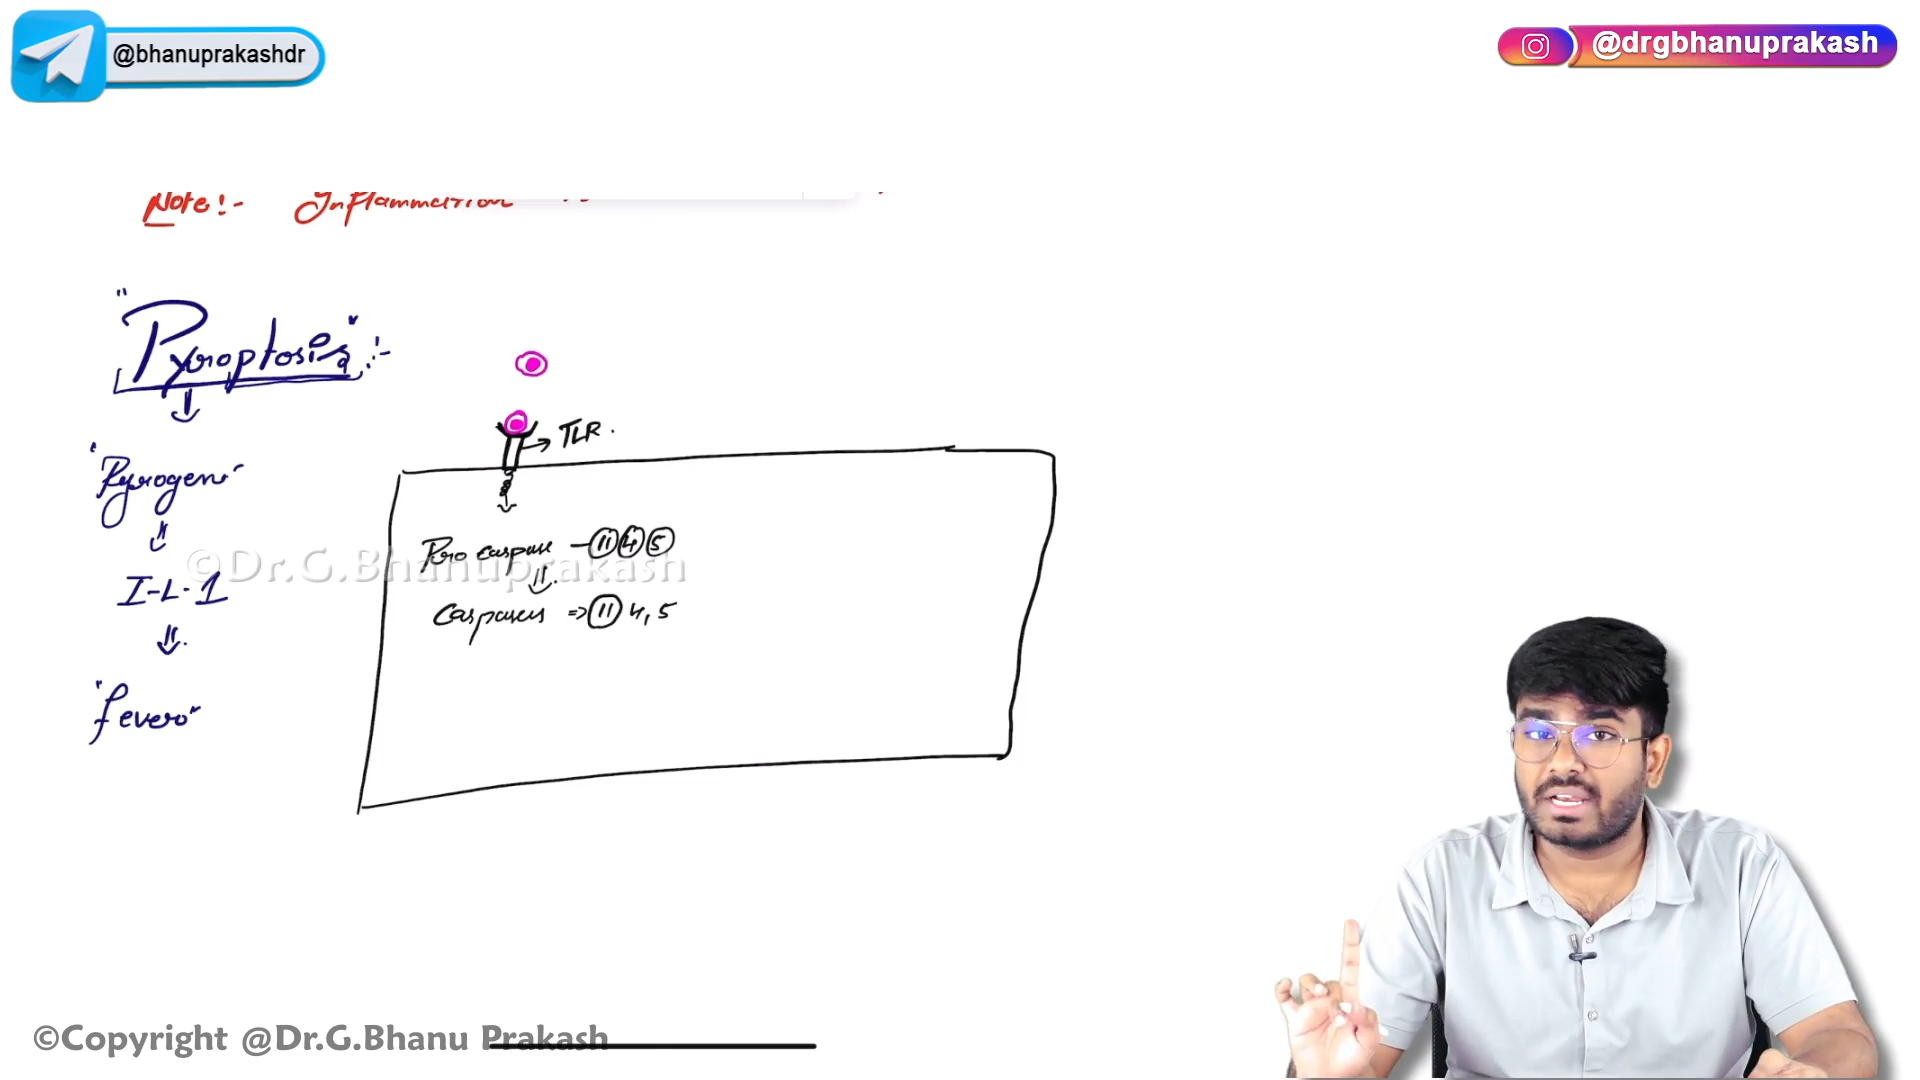 @bhanuprakashdr
@drgbhanuprakash
Note:- Inflammation
"Pyroptosis":-
TLR.
"Pyrogen"
Pro caspase - 11 4 5
©Dr.G.Bhanuprakash
I-L-1
Caspases => 11 4, 5
"fever"
©Copyright @Dr.G.Bhanu Prakash